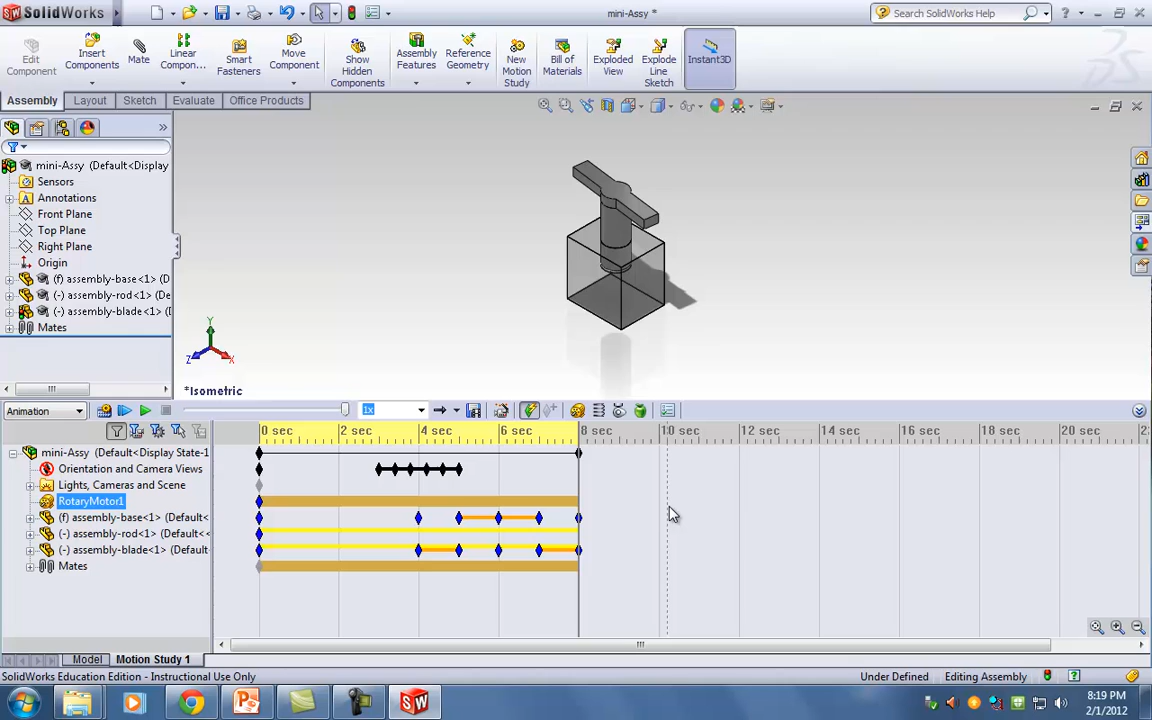 SolidWorks
mini-Assy *
Search SolidWorks Help
Edit Component
Insert Components
Mate
Linear Compon...
Smart Fasteners
Move Component
Show Hidden Components
Assembly Features
Reference Geometry
New Motion Study
Bill of Materials
Exploded View
Explode Line Sketch
Instant3D
Assembly
Layout
Sketch
Evaluate
Office Products
mini-Assy (Default<Display
Sensors
Annotations
Front Plane
Top Plane
Right Plane
Origin
(f) assembly-base<1> (D
(-) assembly-rod<1> (De
(-) assembly-blade<1> (D
Mates
Y
Z
X
*Isometric
Animation
1x
0 sec
2 sec
4 sec
6 sec
8 sec
10 sec
12 sec
14 sec
16 sec
18 sec
20 sec
22
mini-Assy (Default<Display State-1
Orientation and Camera Views
Lights, Cameras and Scene
RotaryMotor1
(f) assembly-base<1> (Default<
(-) assembly-rod<1> (Default<<
(-) assembly-blade<1> (Default
Mates
Model
Motion Study 1
SolidWorks Education Edition - Instructional Use Only
Under Defined
Editing Assembly
8:19 PM
2/1/2012